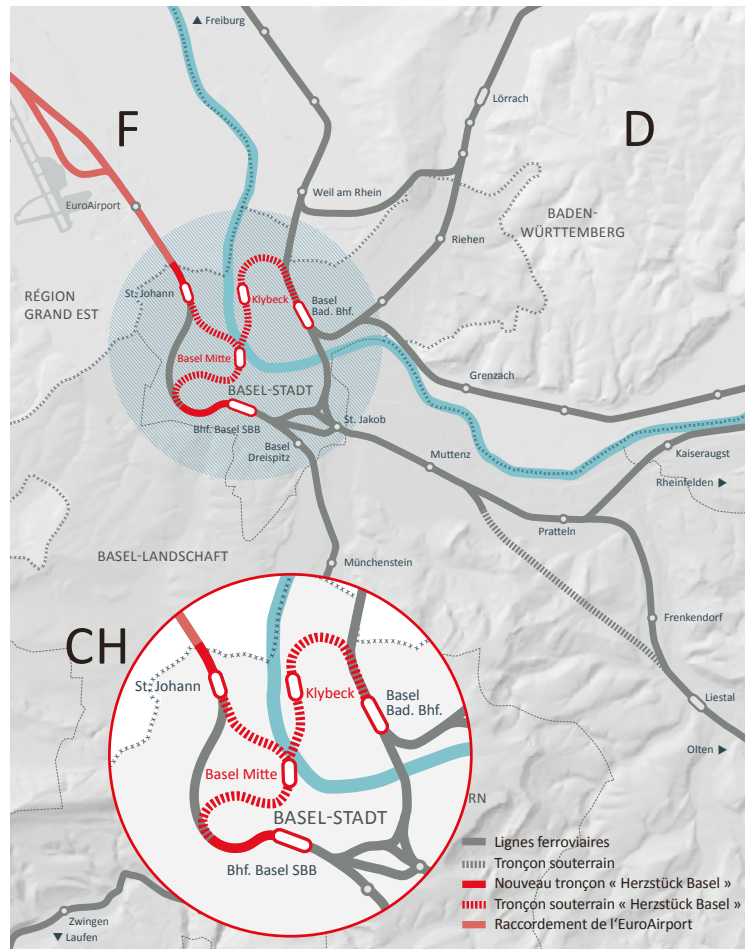 ▲ Freiburg
Lörrach
F
D
Weil am Rhein
EuroAirport
BADEN-
WÜRTTEMBERG
Riehen
RÉGION
GRAND EST
St. Johann
Klybeck
Basel
Bad. Bhf.
Basel Mitte
Grenzach
BASEL-STADT
Bhf. Basel SBB
St. Jakob
Basel
Dreispitz
Muttenz
Kaiseraugst
Rheinfelden ▶
Pratteln
BASEL-LANDSCHAFT
Münchenstein
Frenkendorf
CH
St. Johann
Klybeck
Basel
Bad. Bhf.
Liestal
Olten ▶
Basel Mitte
RN
BASEL-STADT
Bhf. Basel SBB
Lignes ferroviaires
Tronçon souterrain
Nouveau tronçon « Herzstück Basel »
Tronçon souterrain « Herzstück Basel »
Raccordement de l‘EuroAirport
Zwingen
▼ Laufen